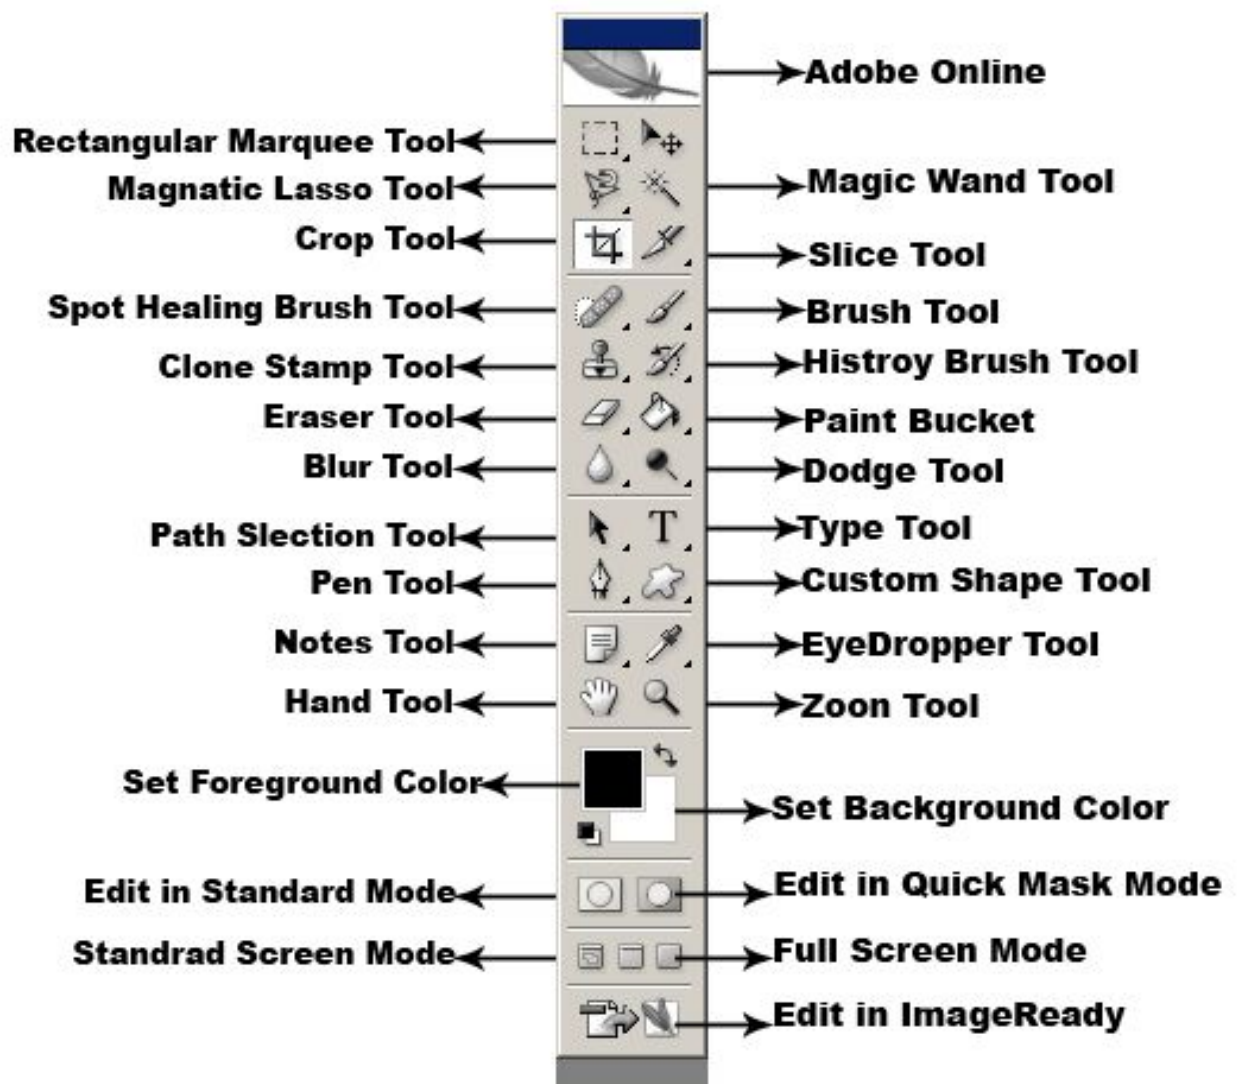 Adobe Online
Rectangular Marquee Tool
Magnatic Lasso Tool
Magic Wand Tool
Crop Tool
Slice Tool
Spot Healing Brush Tool
Brush Tool
Clone Stamp Tool
Histroy Brush Tool
Eraser Tool
Paint Bucket
Blur Tool
Dodge Tool
Path Slection Tool
T
Type Tool
Pen Tool
Custom Shape Tool
Notes Tool
EyeDropper Tool
Hand Tool
Zoon Tool
Set Foreground Color
Set Background Color
Edit in Standard Mode
Edit in Quick Mask Mode
Standrad Screen Mode
Full Screen Mode
Edit in ImageReady